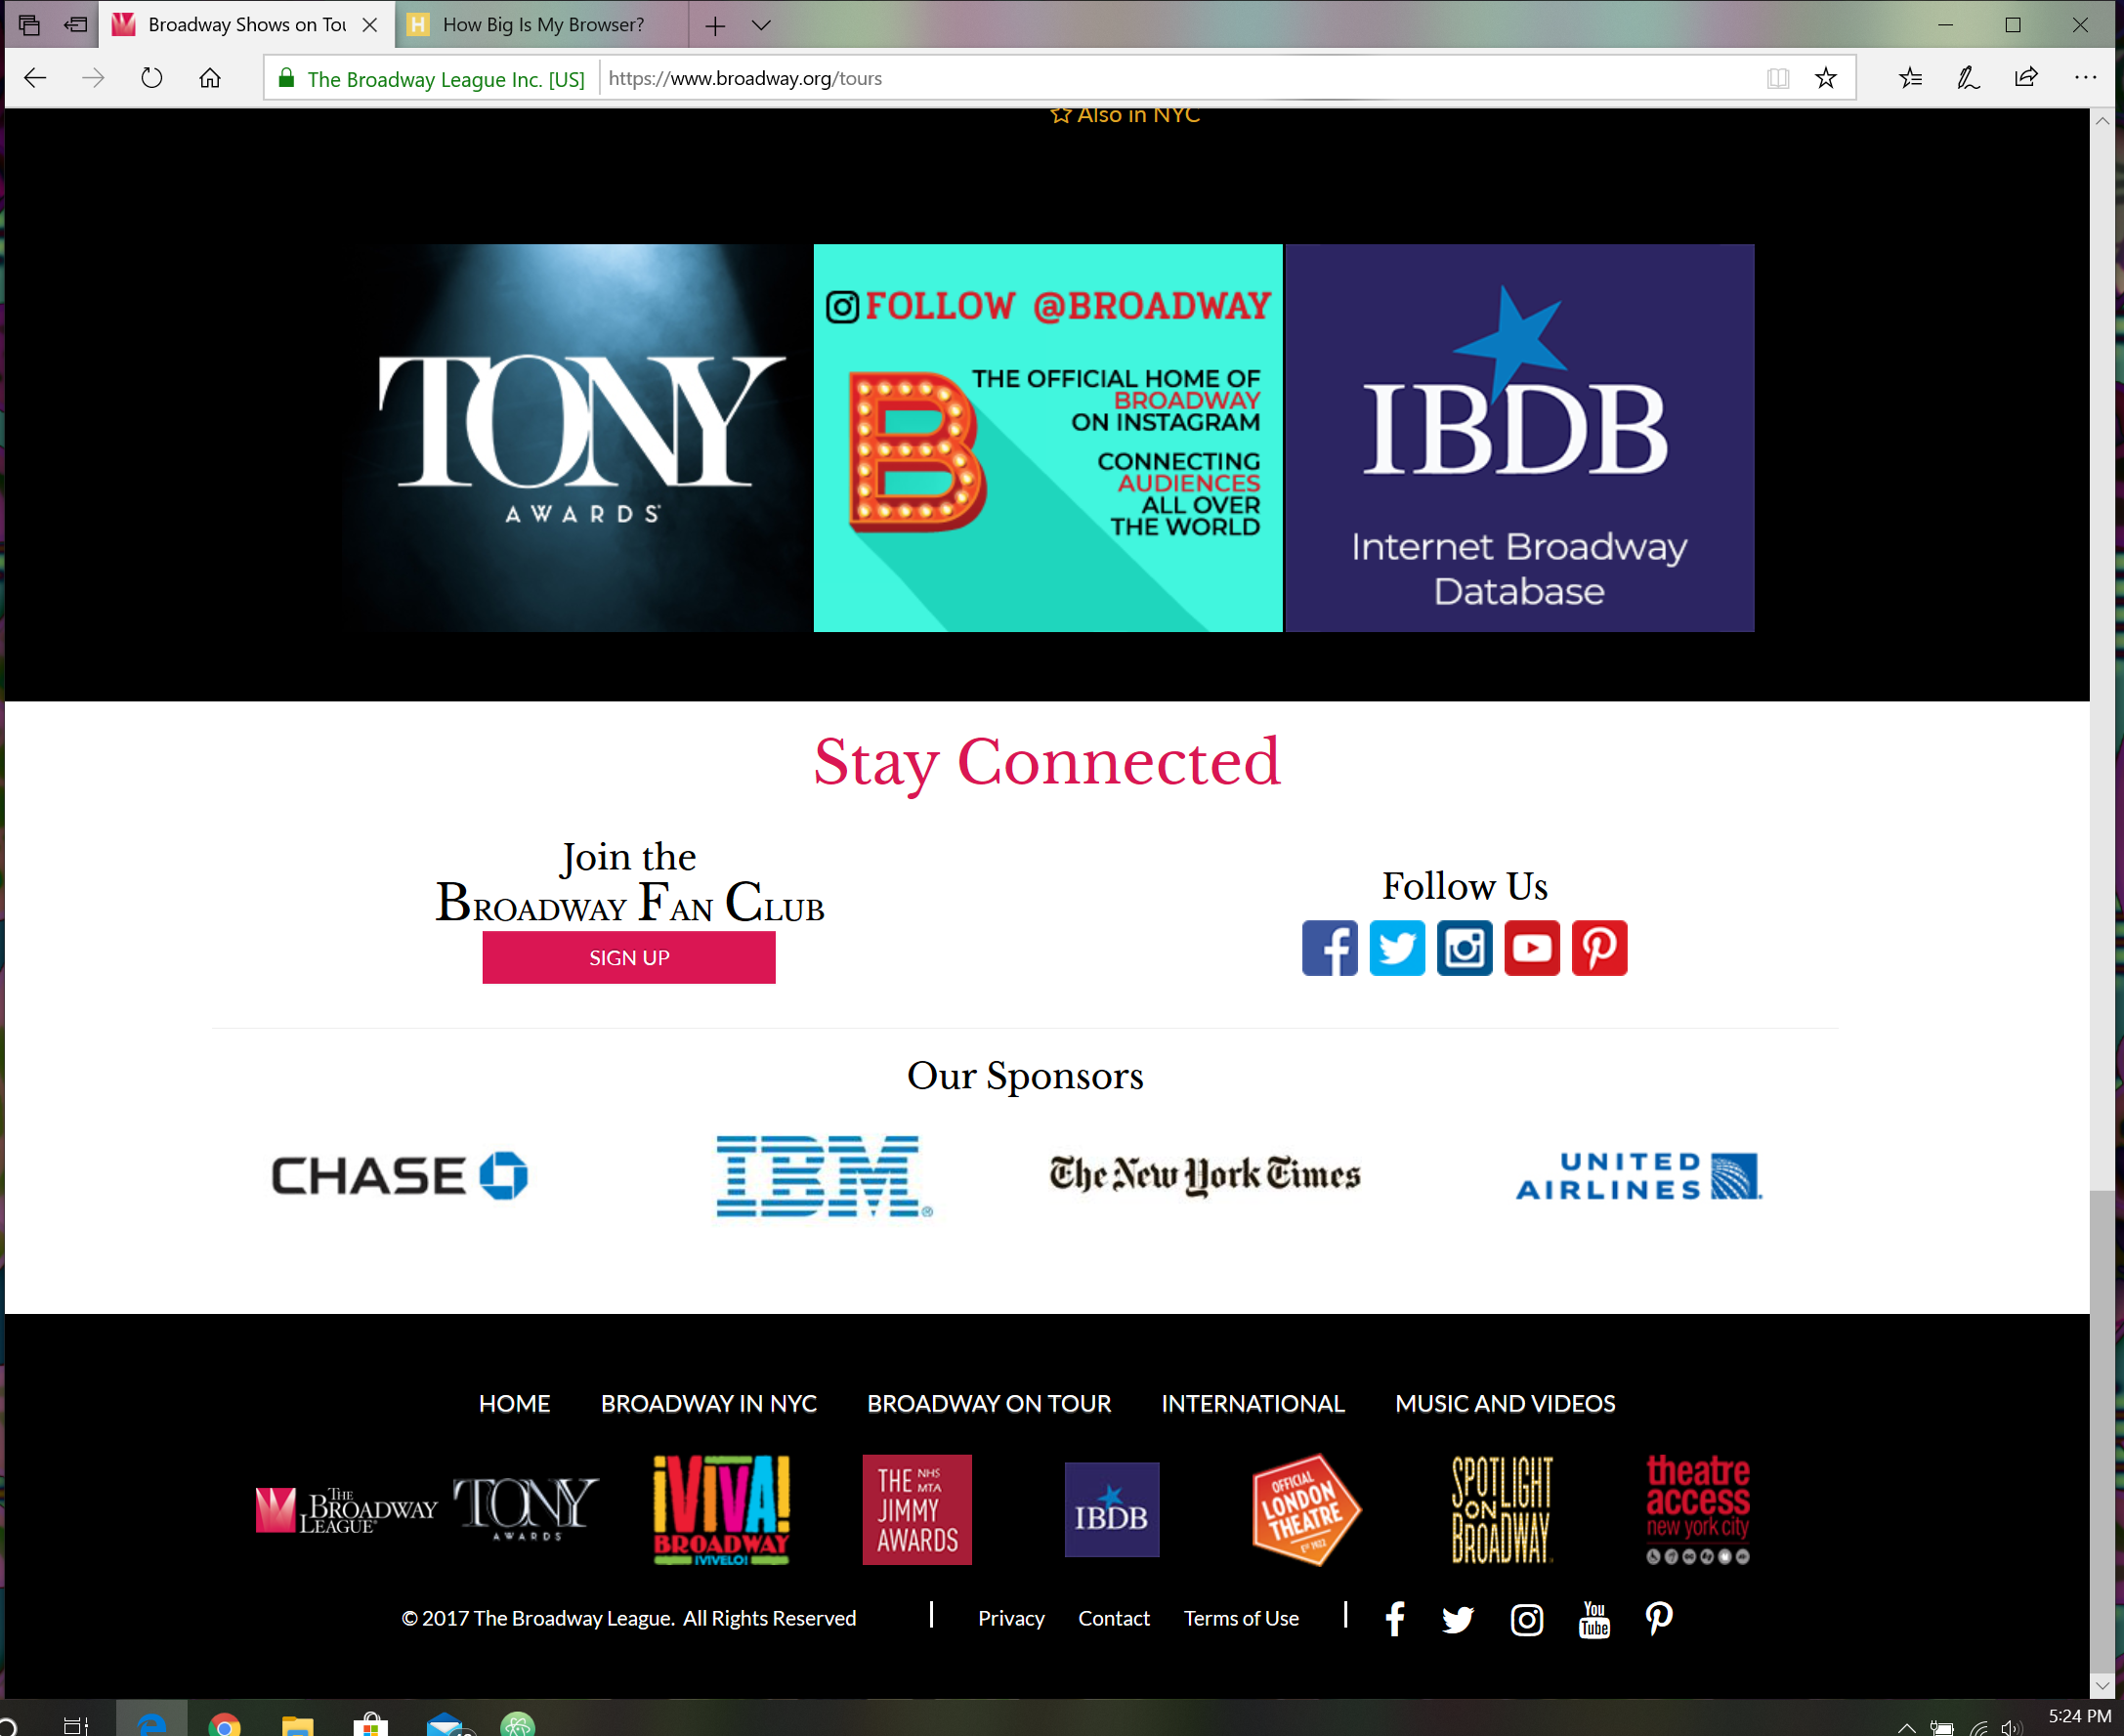 Broadway Shows on Tou
How Big Is My Browser?
The Broadway League Inc. [US]
https://www.broadway.org/tours
Also in NYC
TONY
AWARDS
FOLLOW @BROADWAY
THE OFFICIAL HOME OF
BROADWAY
ON INSTAGRAM
CONNECTING
AUDIENCES
ALL OVER
THE WORLD
B
IBDB
Internet Broadway
Database
Stay Connected
Join the
BROADWAY FAN CLUB
SIGN UP
Follow Us
Our Sponsors
CHASE
IBM®
The New York Times
UNITED
AIRLINES
HOME
BROADWAY IN NYC
BROADWAY ON TOUR
INTERNATIONAL
MUSIC AND VIDEOS
THE
BROADWAY
LEAGUE
TONY
AWARDS
¡VIVA!
BROADWAY
¡VIVELO!
THE NHS MTA
JIMMY
AWARDS
IBDB
OFFICIAL
LONDON
THEATRE
EST 1922
SPOTLIGHT
ON
BROADWAY
theatre
access
new york city
© 2017 The Broadway League. All Rights Reserved
Privacy
Contact
Terms of Use
You
Tube
5:24 PM